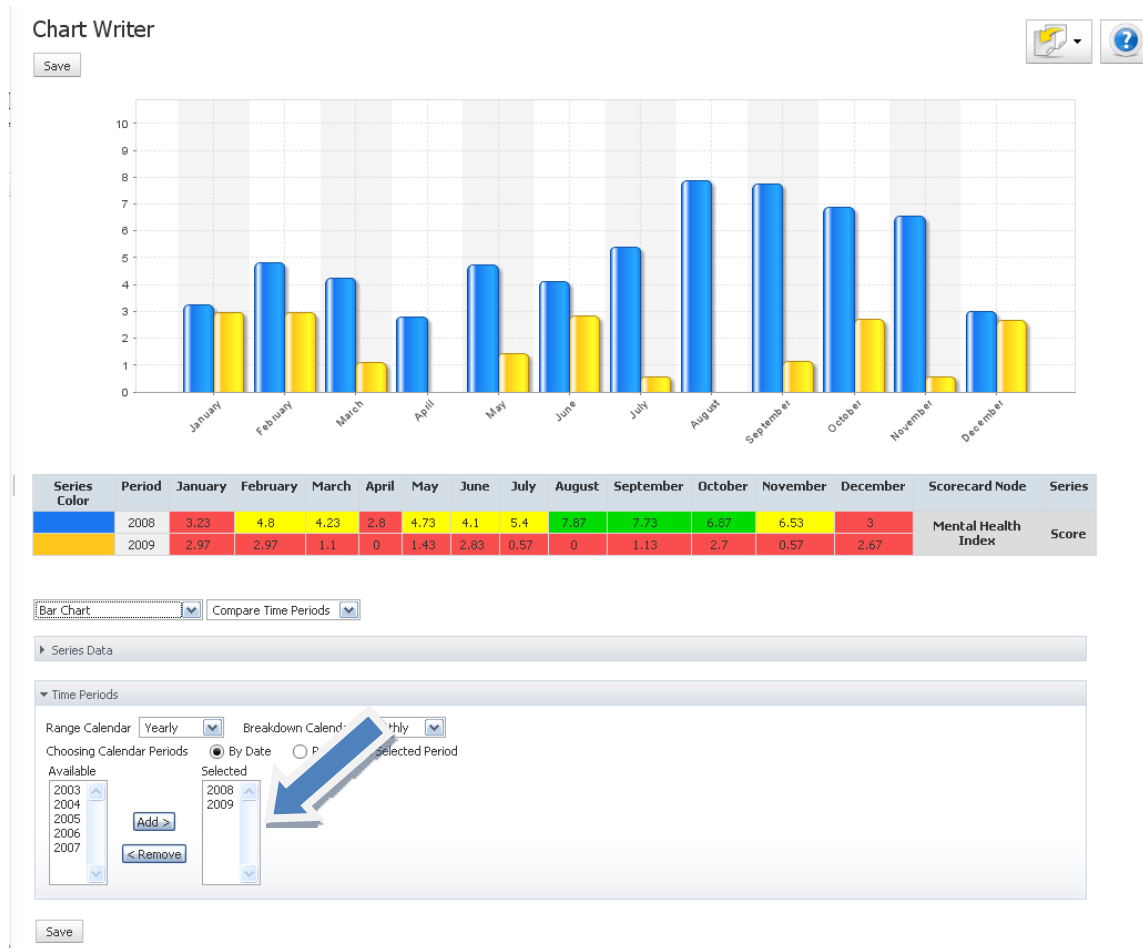 Chart Writer
Save
10
9
8
7
6
5
4
3
2
1
0
January
February
March
April
May
June
July
August
September
October
November
December
Series Color Period January February March April May June July August September October November December Scorecard Node Series
2008 3.23 4.8 4.23 2.8 4.73 4.1 5.4 7.87 7.73 6.87 6.53 3 Mental Health Index Score
2009 2.97 2.97 1.1 0 1.43 2.83 0.57 0 1.13 2.7 0.57 2.67
Bar Chart Compare Time Periods
Series Data
Time Periods
Range Calendar Yearly Breakdown
Choosing Calendar Periods By Date Selected Period
Available Selected
2003 2008
2004 2009
2005
2006
2007
Add >
< Remove
Save